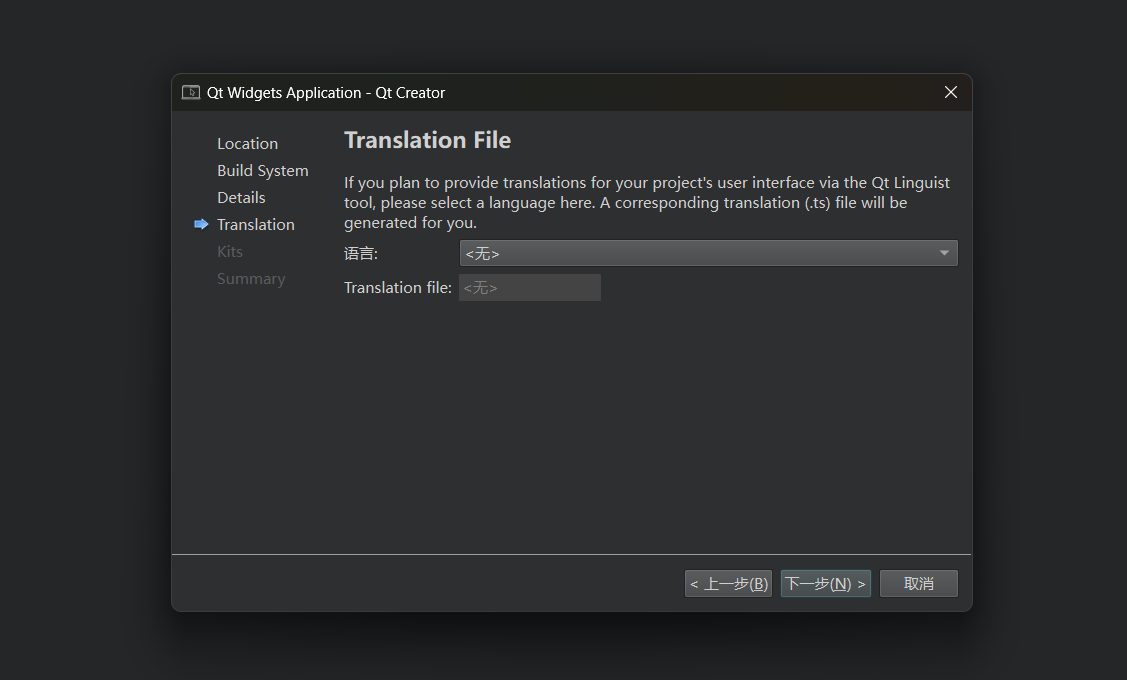 Qt Widgets Application - Qt Creator
Location
Build System
Details
Translation
Kits
Summary
Translation File
If you plan to provide translations for your project's user interface via the Qt Linguist
tool, please select a language here. A corresponding translation (.ts) file will be
generated for you.
语言: <无>
Translation file: <无>
< 上一步(B) 下一步(N) > 取消